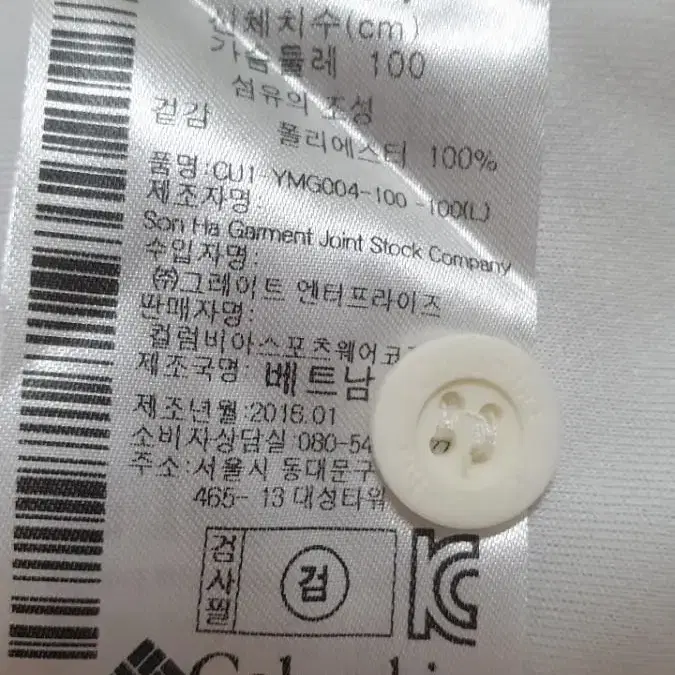 신체치수(cm)
가슴둘레 100
섬유의 조성
겉감 폴리에스터 100%
품명:CU1 YMG004-100 -100(L)
제조자명:
Son Ha Garment Joint Stock Company
수입자명:
㈜그레이트 엔터프라이즈
판매자명:
컬럼비아스포츠웨어코
제조국명: 베트남
제조년월:2016.01
소비자상담실 080-54
주소:서울시 동대문구
465- 13 대성타워
검사필
검
KC
Columbia